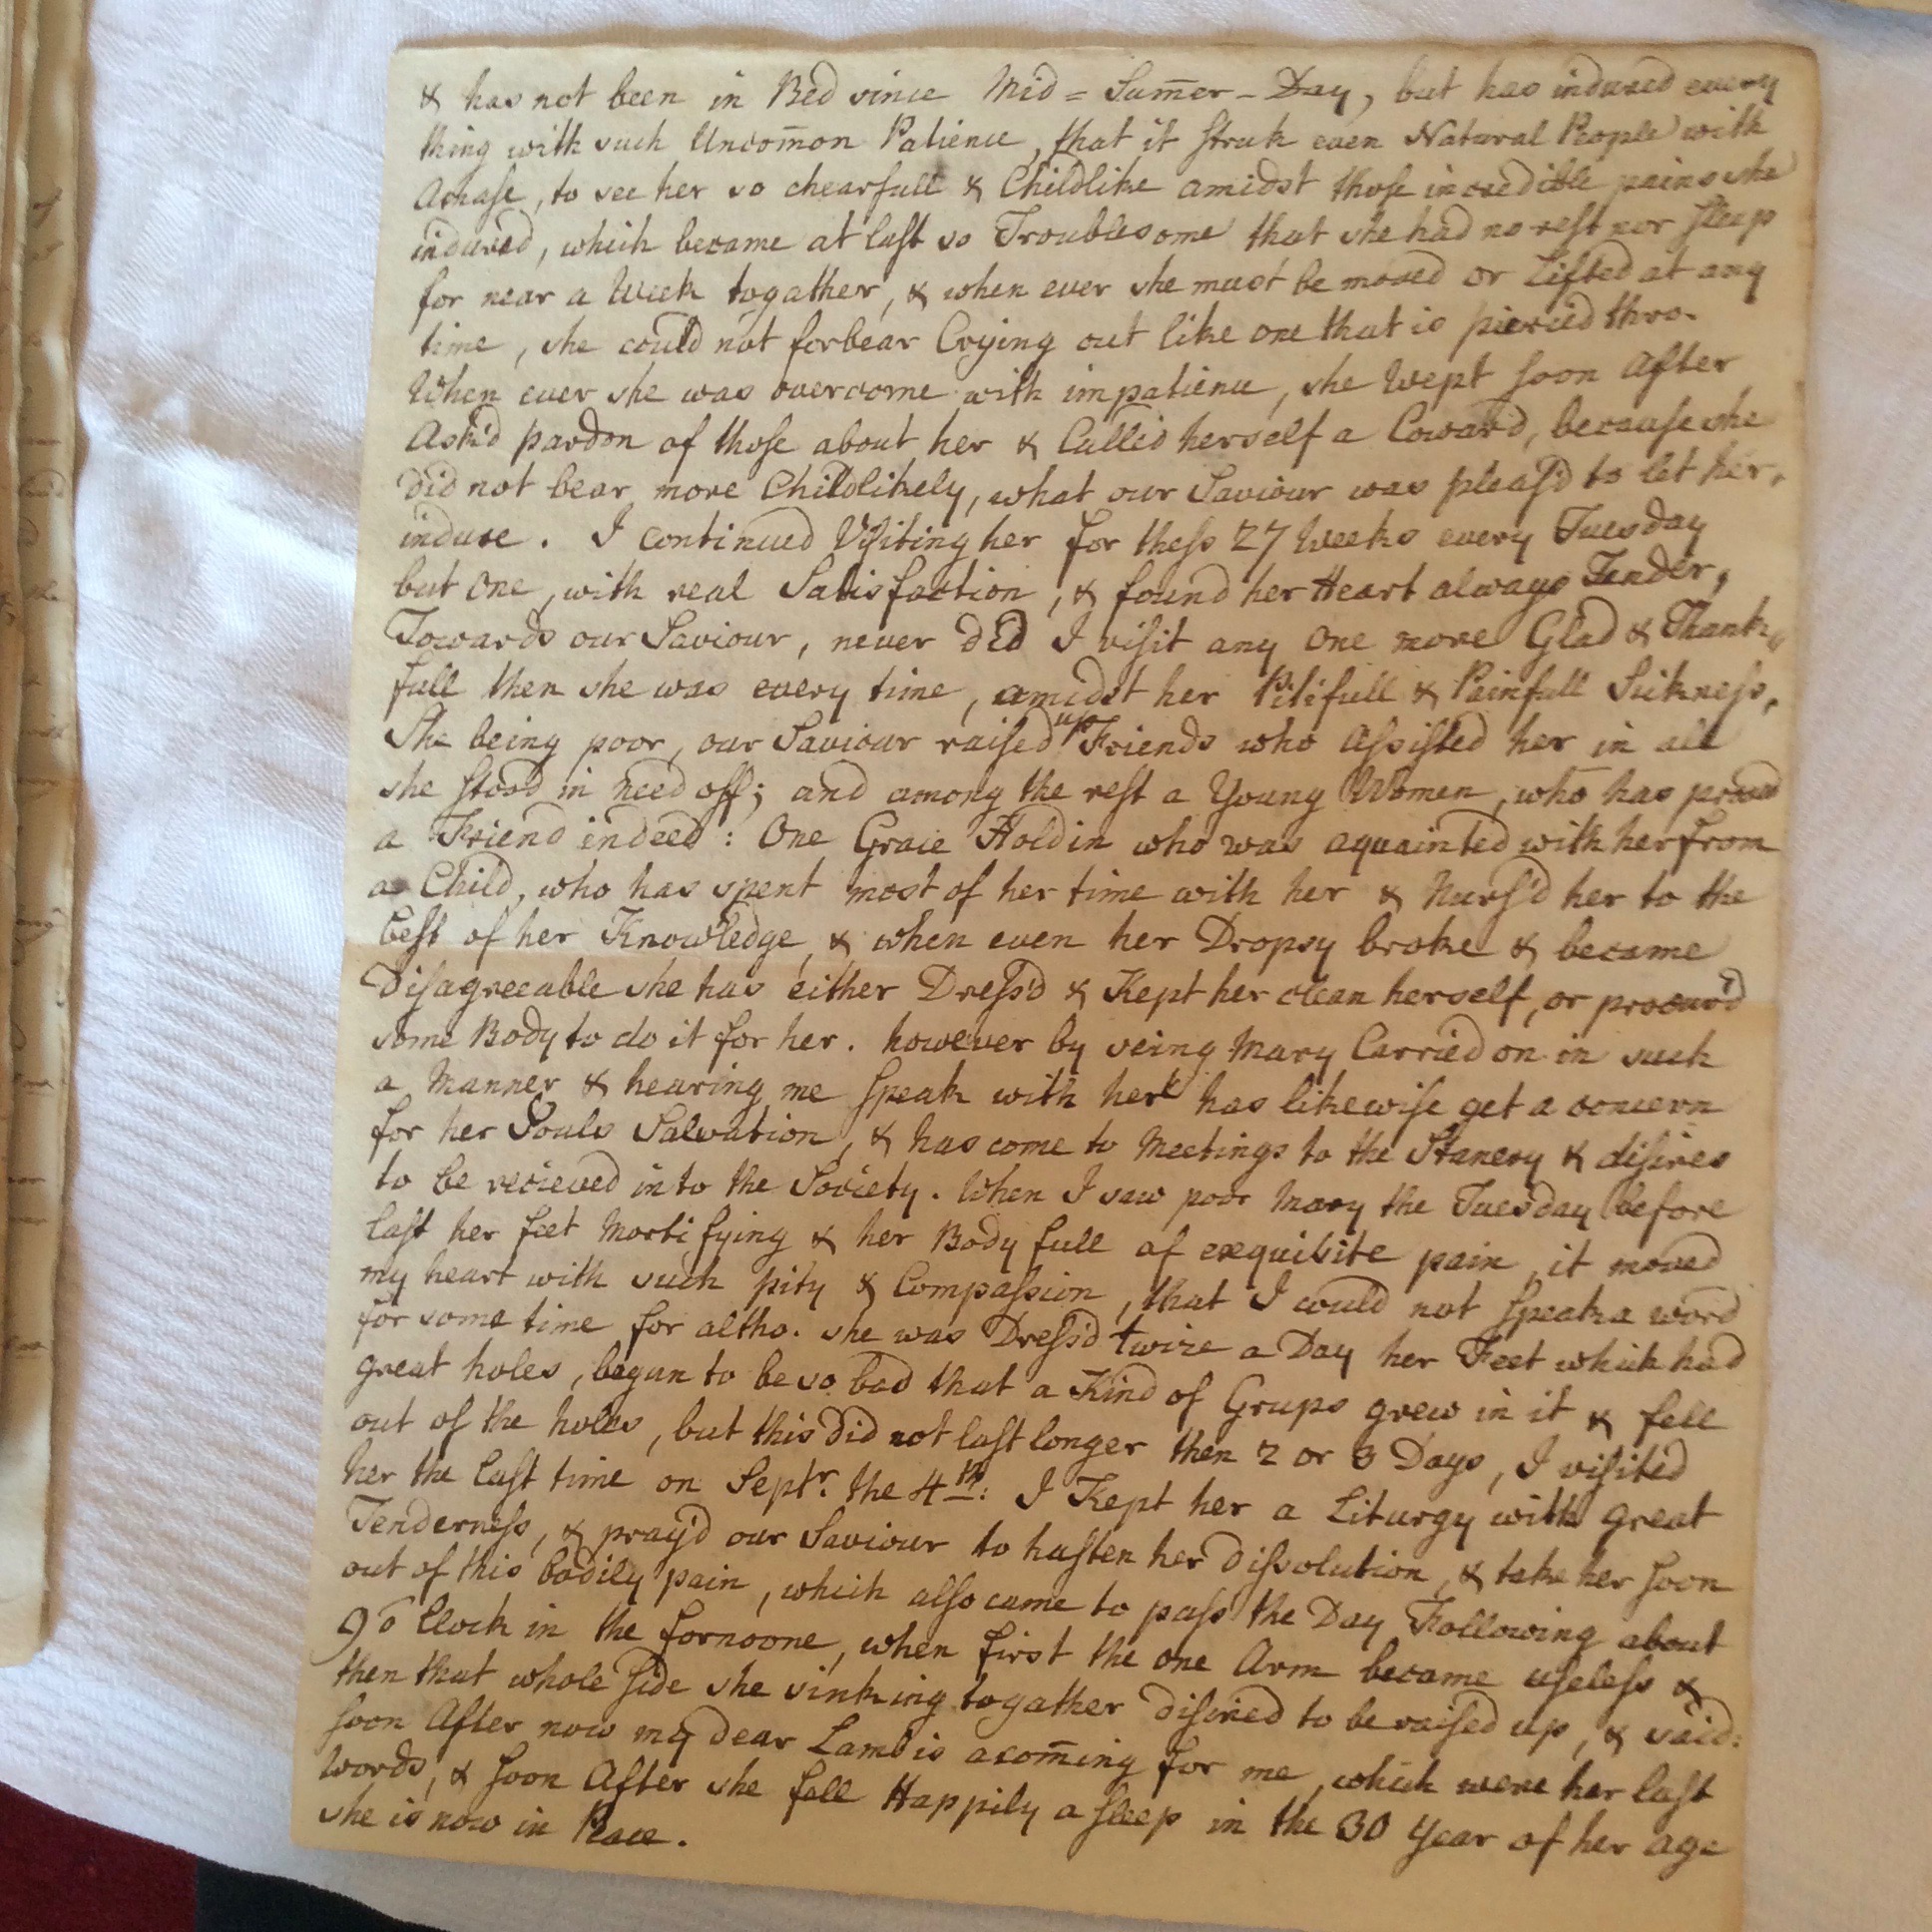 & has not been in Bed since Mid = Sum̄er - Day, but has indured every
thing with such Uncom̄on Patience, that it struk even Natural People with
Amase, to see her so chearfull & Childlike amidst those incredible pains she
indured, which became at last so Troublesome that she had no rest nor sleep
for near a Week togather, & when ever she must be moved or Lifted at any
time, she could not forbear Crying out like one that is pierced thro.
When ever she was overcome with impatience, she Wept soon After
Ask'd pardon of those about her & Called herself a Coward, because she
did not bear more Childlikely, what our Saviour was pleas'd to let her,
indure. I continued Visiting her for thess 27 Weeks every Tuesday
but One, with real Satisfaction, & found her Heart always Tender,
Towards our Saviour, never did I visit any one more Glad & Thank„
full then she was every time, amidst her Pitifull & Painfull Sickness,
She being poor, our Saviour raised up Friends who Assisted her in all
she stood in need off; and among the rest a Young Women, who has proved
a Friend indeed: One Grace Holdin who was aquainted with her from
a Child, who has spent most of her time with her & Nurs'd her to the
best of her Knowledge, & when even her Dropsy broke & became
Disagreeable she has either Dress'd & Kept her clean herself, or procur'd
some Body to do it for her. however by seing Mary Carried on in such
a Manner & hearing me speak with her has likewise get a concern
for her Souls Salvation, & has come to Meetings to the Stanery & disires
to be recieved into the Society. When I saw poor Mary the Tuesday before
last her feet Mortifying & her Body full of exquisite pain, it moved
my heart with such pity & Compassion, that I could not speak a word
for some time for altho. she was Dress'd twice a Day her Feet which had
great holes, began to be so bad that a Kind of Grups grew in it & fell
out of the holes, but this did not last longer then 2 or 3 Days, I visited
her the last time on Septr. the 4th: I Kept her a Liturgy with great
Tenderness, & pray'd our Saviour to hasten her dissolution, & take her soon
out of this bodily pain, which also came to pass the Day Following about
9 o Clock in the fornoone, when first the one Arm became useless &
then that whole side she sinking togather disired to be raised up, & said:
soon After now my dear Lamb is acom̄ing for me, which were her last
words, & soon After she fell Happily a sleep in the 30 Year of her age
she is now in Peace.